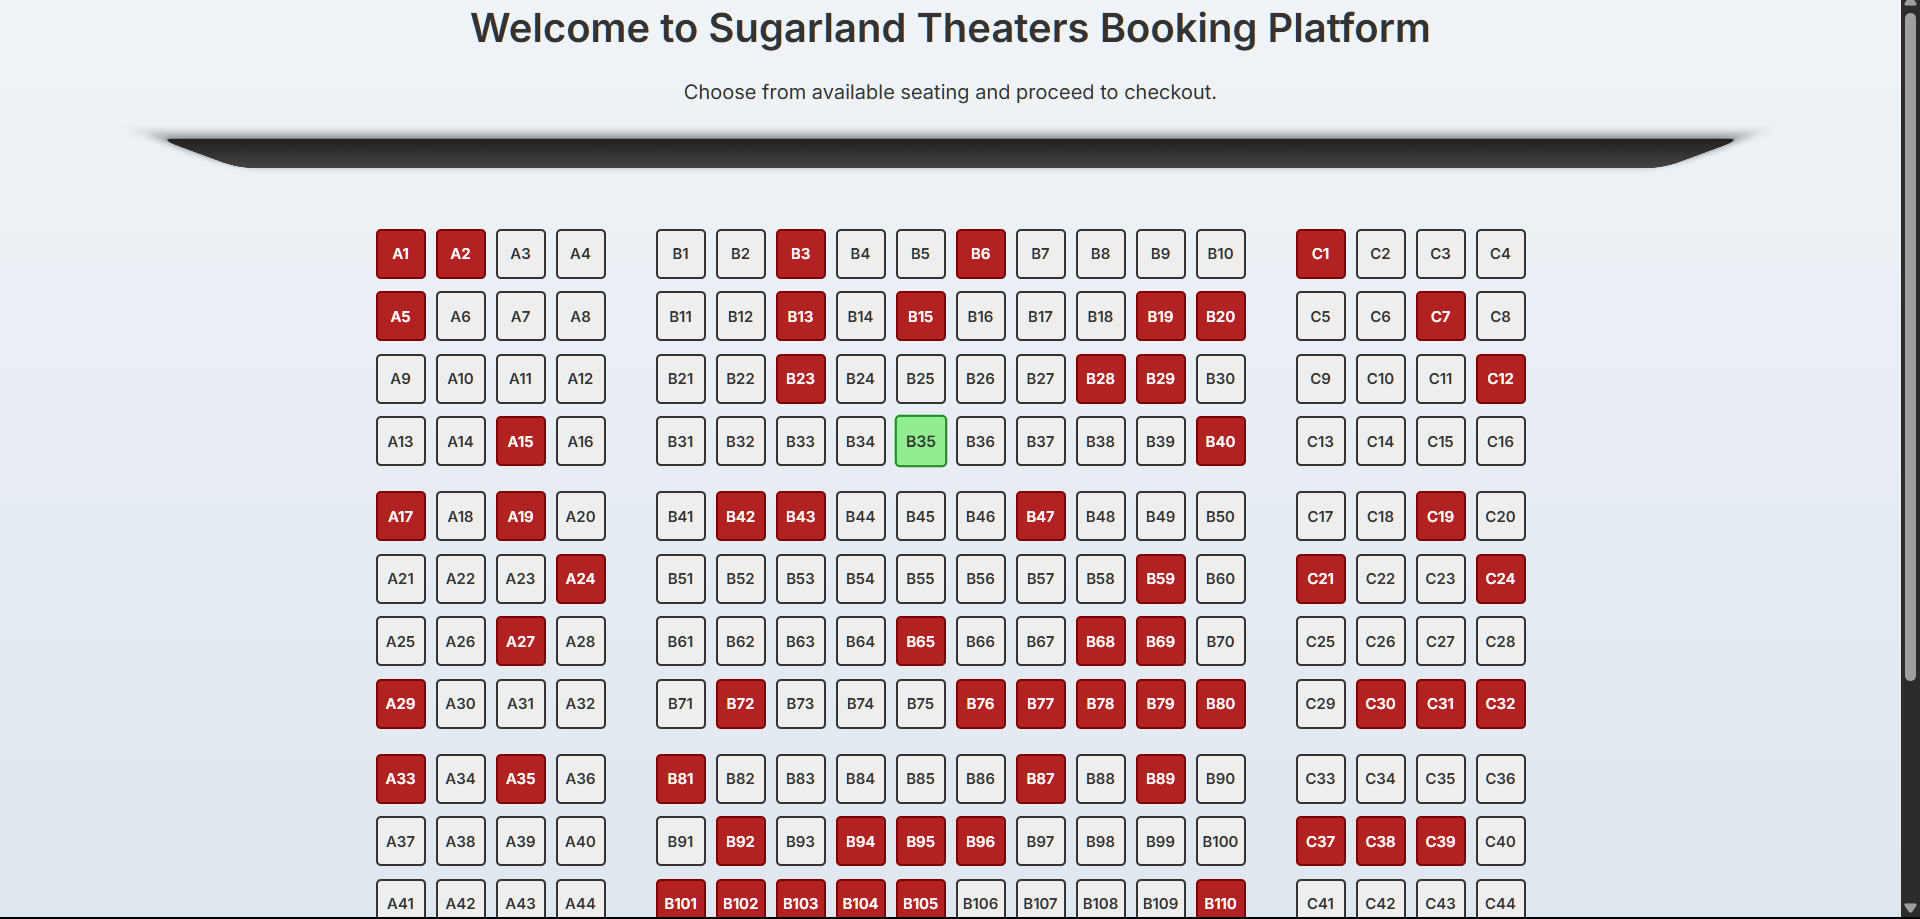 Welcome to Sugarland Theaters Booking Platform
Choose from available seating and proceed to checkout.
A1 A2 A3 A4 B1 B2 B3 B4 B5 B6 B7 B8 B9 B10 C1 C2 C3 C4
A5 A6 A7 A8 B11 B12 B13 B14 B15 B16 B17 B18 B19 B20 C5 C6 C7 C8
A9 A10 A11 A12 B21 B22 B23 B24 B25 B26 B27 B28 B29 B30 C9 C10 C11 C12
A13 A14 A15 A16 B31 B32 B33 B34 B35 B36 B37 B38 B39 B40 C13 C14 C15 C16
A17 A18 A19 A20 B41 B42 B43 B44 B45 B46 B47 B48 B49 B50 C17 C18 C19 C20
A21 A22 A23 A24 B51 B52 B53 B54 B55 B56 B57 B58 B59 B60 C21 C22 C23 C24
A25 A26 A27 A28 B61 B62 B63 B64 B65 B66 B67 B68 B69 B70 C25 C26 C27 C28
A29 A30 A31 A32 B71 B72 B73 B74 B75 B76 B77 B78 B79 B80 C29 C30 C31 C32
A33 A34 A35 A36 B81 B82 B83 B84 B85 B86 B87 B88 B89 B90 C33 C34 C35 C36
A37 A38 A39 A40 B91 B92 B93 B94 B95 B96 B97 B98 B99 B100 C37 C38 C39 C40
A41 A42 A43 A44 B101 B102 B103 B104 B105 B106 B107 B108 B109 B110 C41 C42 C43 C44